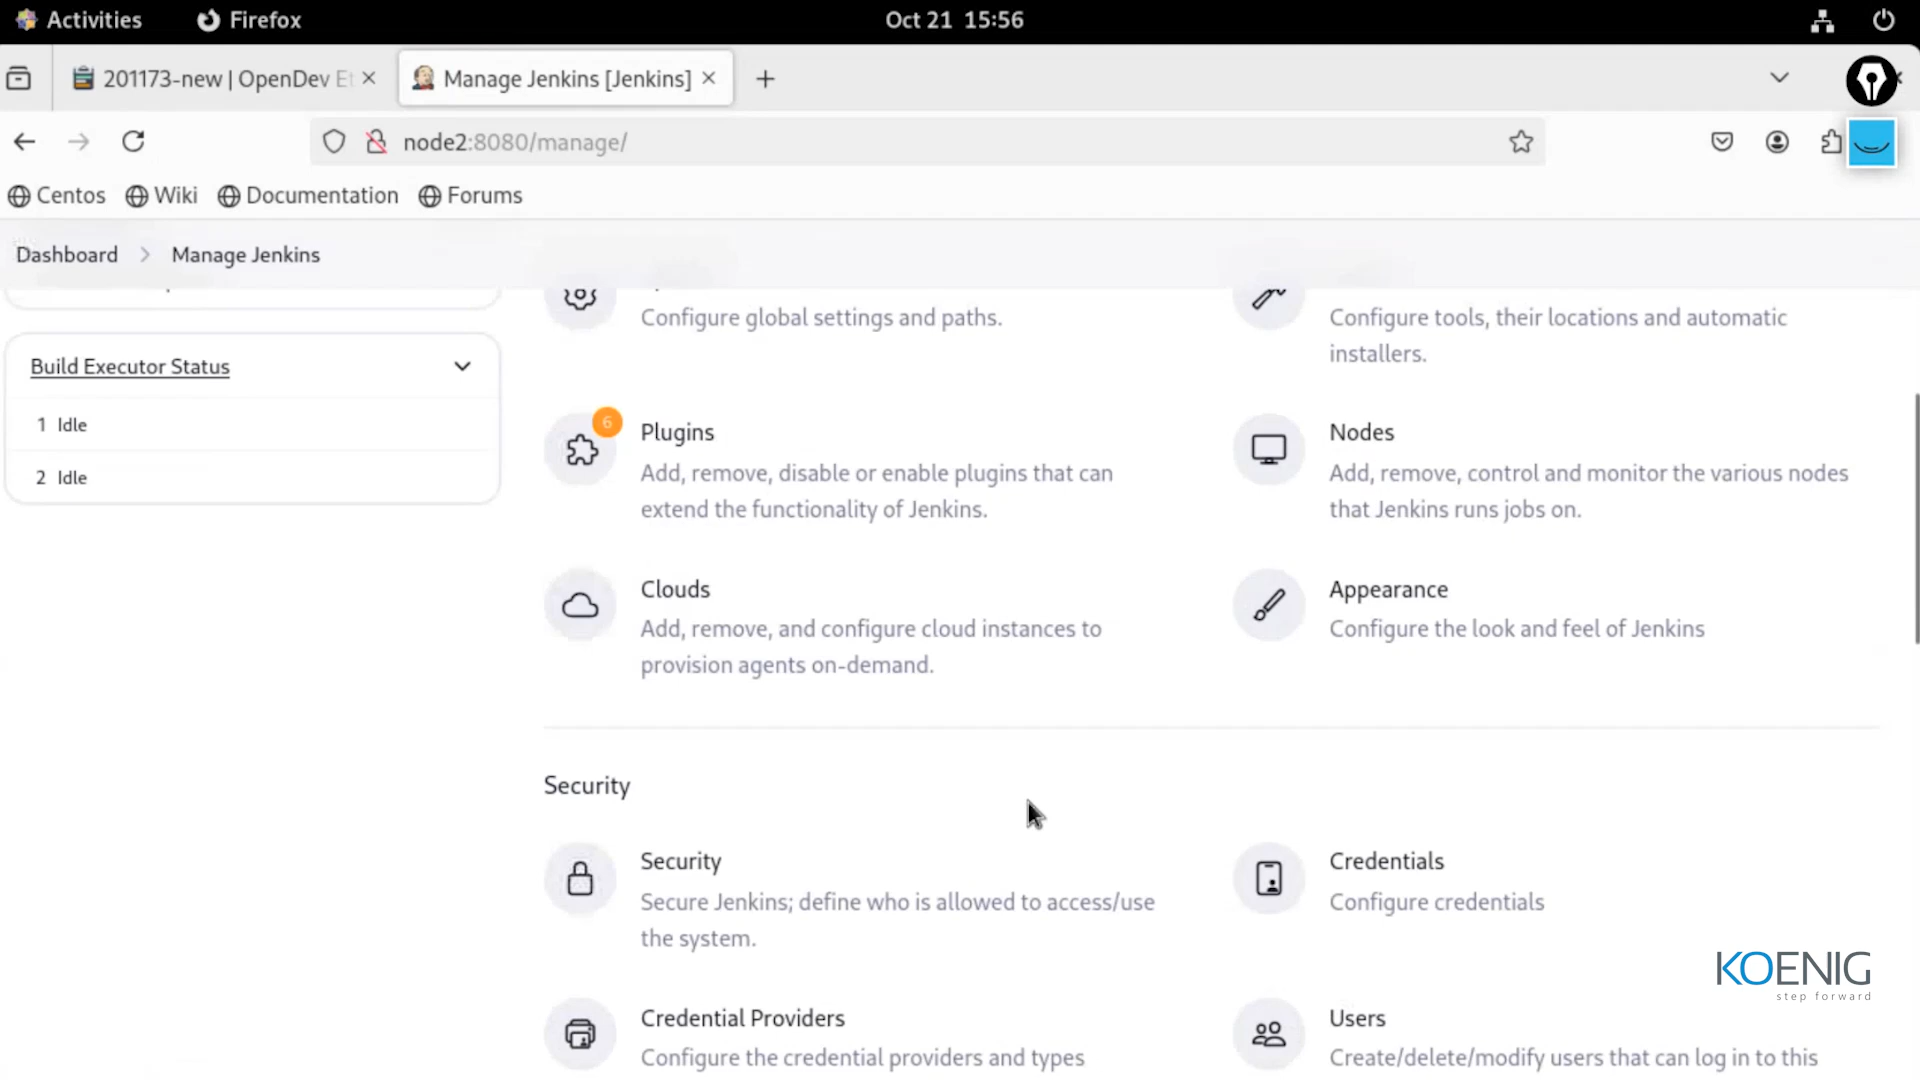 Activities Firefox Oct 21 15:56
201173-new | OpenDev Et Manage Jenkins [Jenkins]
node2:8080/manage/
Centos Wiki Documentation Forums
Dashboard Manage Jenkins
Configure global settings and paths.
Configure tools, their locations and automatic
installers.
Build Executor Status
1 Idle
2 Idle
6
Plugins
Add, remove, disable or enable plugins that can
extend the functionality of Jenkins.
Nodes
Add, remove, control and monitor the various nodes
that Jenkins runs jobs on.
Clouds
Add, remove, and configure cloud instances to
provision agents on-demand.
Appearance
Configure the look and feel of Jenkins
Security
Security
Secure Jenkins; define who is allowed to access/use
the system.
Credentials
Configure credentials
Credential Providers
Configure the credential providers and types
Users
Create/delete/modify users that can log in to this
KOENIG
step forward